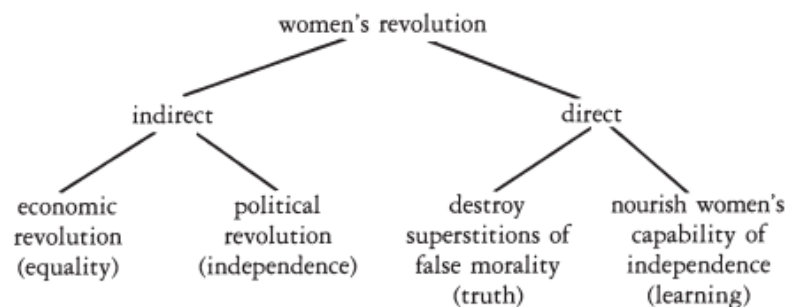 women's revolution
indirect
direct
economic
revolution
(equality)
political
revolution
(independence)
destroy
superstitions of
false morality
(truth)
nourish women's
capability of
independence
(learning)